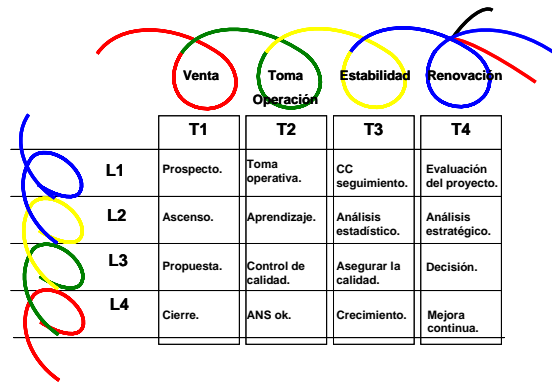 Venta
Toma
Operación
Estabilidad
Renovación
T1
T2
T3
T4
L1
Prospecto.
Toma
operativa.
CC
seguimiento.
Evaluación
del proyecto.
L2
Ascenso.
Aprendizaje.
Análisis
estadístico.
Análisis
estratégico.
L3
Propuesta.
Control de
calidad.
Asegurar la
calidad.
Decisión.
L4
Cierre.
ANS ok.
Crecimiento.
Mejora
continua.